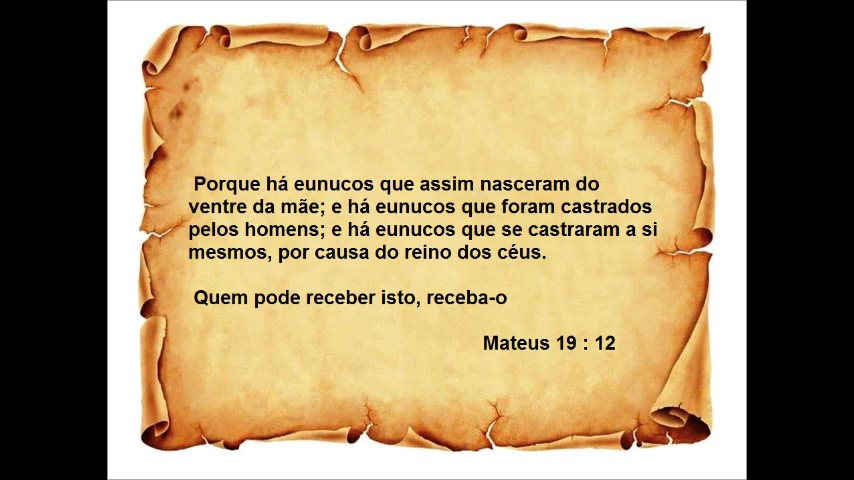 Porque há eunucos que assim nasceram do
ventre da mãe; e há eunucos que foram castrados
pelos homens; e há eunucos que se castraram a si
mesmos, por causa do reino dos céus.
Quem pode receber isto, receba-o
Mateus 19 : 12